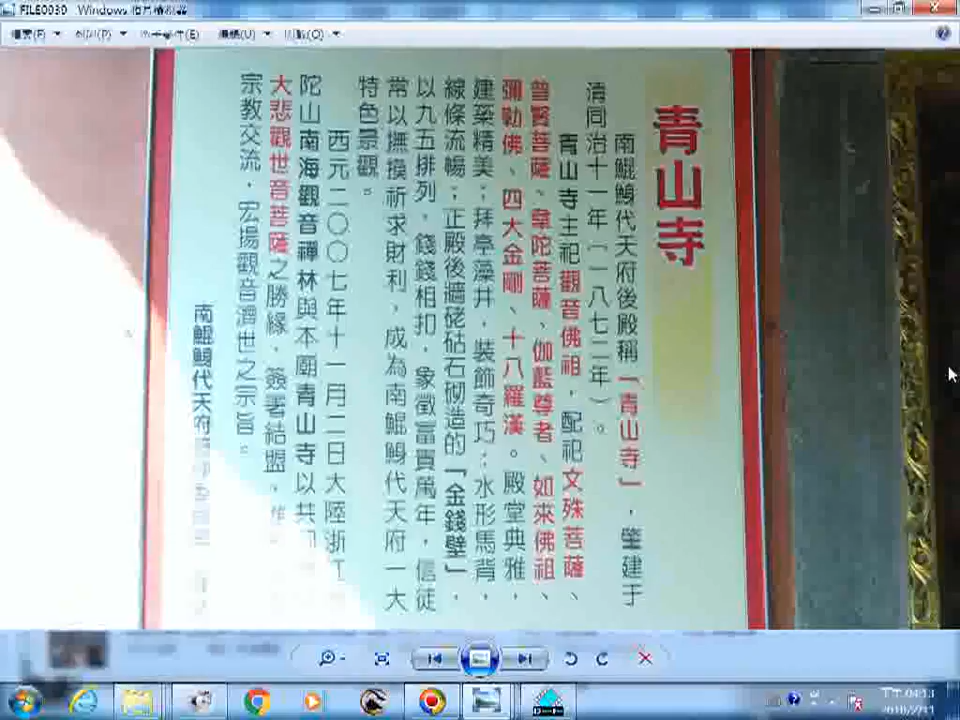 FILE0030 - Windows 相片檢視器
青山寺
南鯤鯓代天府後殿稱「青山寺」，肇建于
清同治十一年（一八七二年）。
青山寺主祀觀音佛祖，配祀文殊菩薩、
普賢菩薩、韋陀菩薩、伽藍尊者、如來佛祖、
彌勒佛、四大金剛、十八羅漢。殿堂典雅，
建築精美；拜亭藻井，裝飾奇巧；水形馬背，
線條流暢；正殿後牆硓𥑮石砌造的「金錢壁」，
以九五排列，錢錢相扣，象徵富貴萬年，信徒
常以撫摸祈求財利，成為南鯤鯓代天府一大
特色景觀。
西元二〇〇七年十一月二日大陸浙江
陀山南海觀音禪林與本廟青山寺以共
大悲觀世音菩薩之勝緣，簽署結盟，
宗教交流，宏揚觀音濟世之宗旨。
南鯤鯓代天府